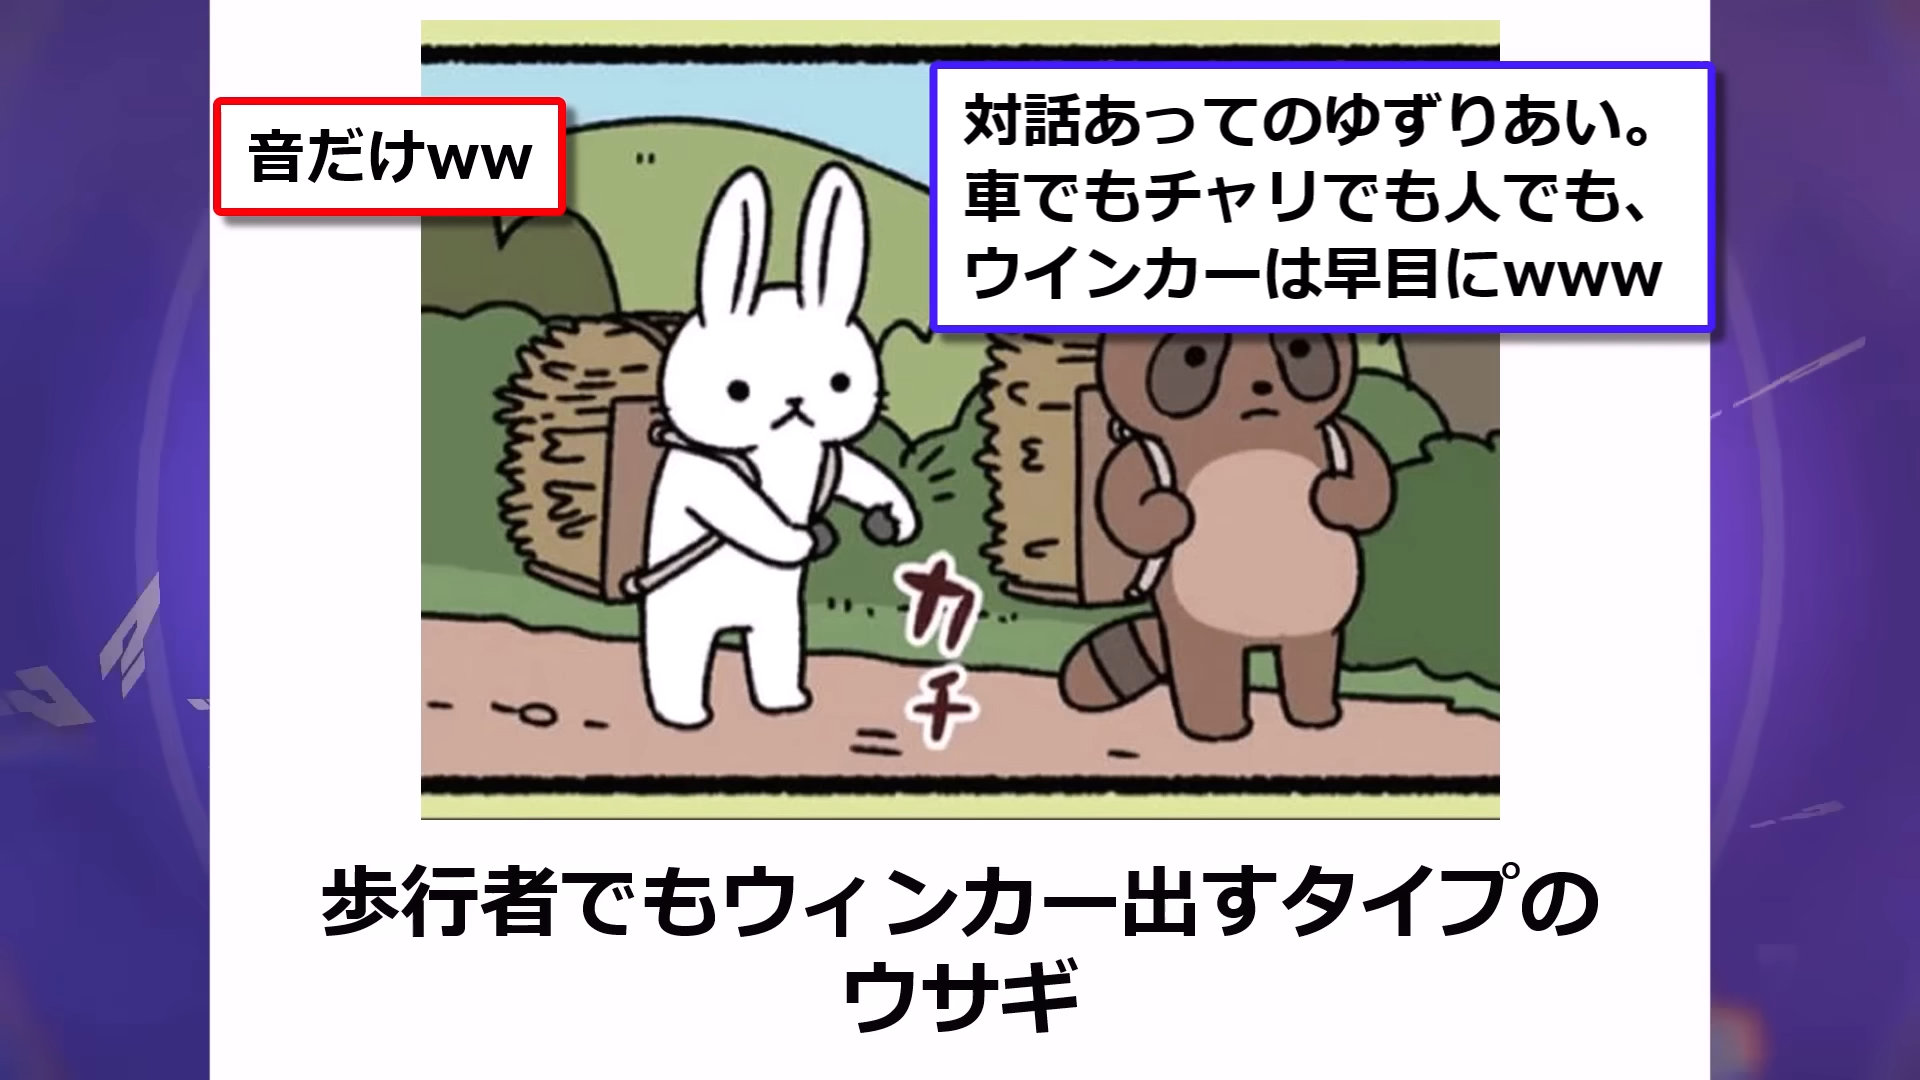 音だけww
対話あってのゆずりあい。
車でもチャリでも人でも、
ウインカーは早目にwww
カチ
歩行者でもウィンカー出すタイプの
ウサギ